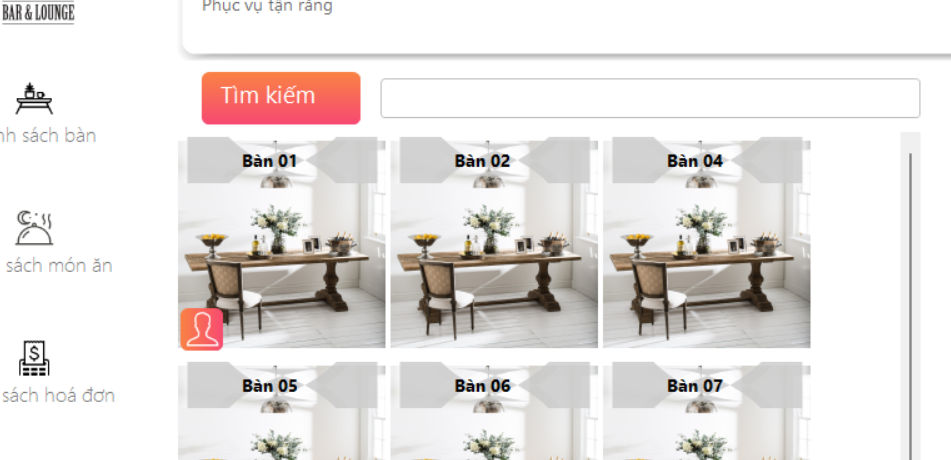 BAR & LOUNGE
Phục vụ tận răng
Tìm kiếm
sách bàn
sách món ăn
sách hoá đơn
Bàn 01
Bàn 02
Bàn 04
Bàn 05
Bàn 06
Bàn 07